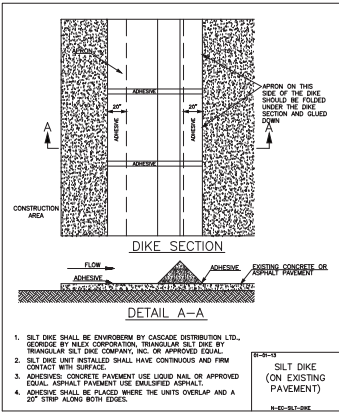 APRON
ADHESIVE
20"
20"
ADHESIVE
ADHESIVE
ADHESIVE
APRON ON THIS
SIDE OF THE DIKE
SHOULD BE FOLDED
UNDER THE DIKE
SECTION AND GLUED
DOWN
A
A
CONSTRUCTION
AREA
DIKE SECTION
FLOW
ADHESIVE
ADHESIVE
EXISTING CONCRETE OR
ASPHALT PAVEMENT
DETAIL A-A
1. SILT DIKE SHALL BE ENVIROBERM BY CASCADE DISTRIBUTION LTD.,
GEORIDGE BY NILEX CORPORATION, TRIANGULAR SILT DIKE BY
TRIANGULAR SILT DIKE COMPANY, INC. OR APPROVED EQUAL.
2. SILT DIKE UNIT INSTALLED SHALL HAVE CONTINUOUS AND FIRM
CONTACT WITH SURFACE.
3. ADHESIVES: CONCRETE PAVEMENT USE LIQUID NAIL OR APPROVED
EQUAL. ASPHALT PAVEMENT USE EMULSIFIED ASPHALT.
4. ADHESIVE SHALL BE PLACED WHERE THE UNITS OVERLAP AND A
20" STRIP ALONG BOTH EDGES.
01-01-13
SILT DIKE
(ON EXISTING
PAVEMENT)
N-EC-SILT-DIKE